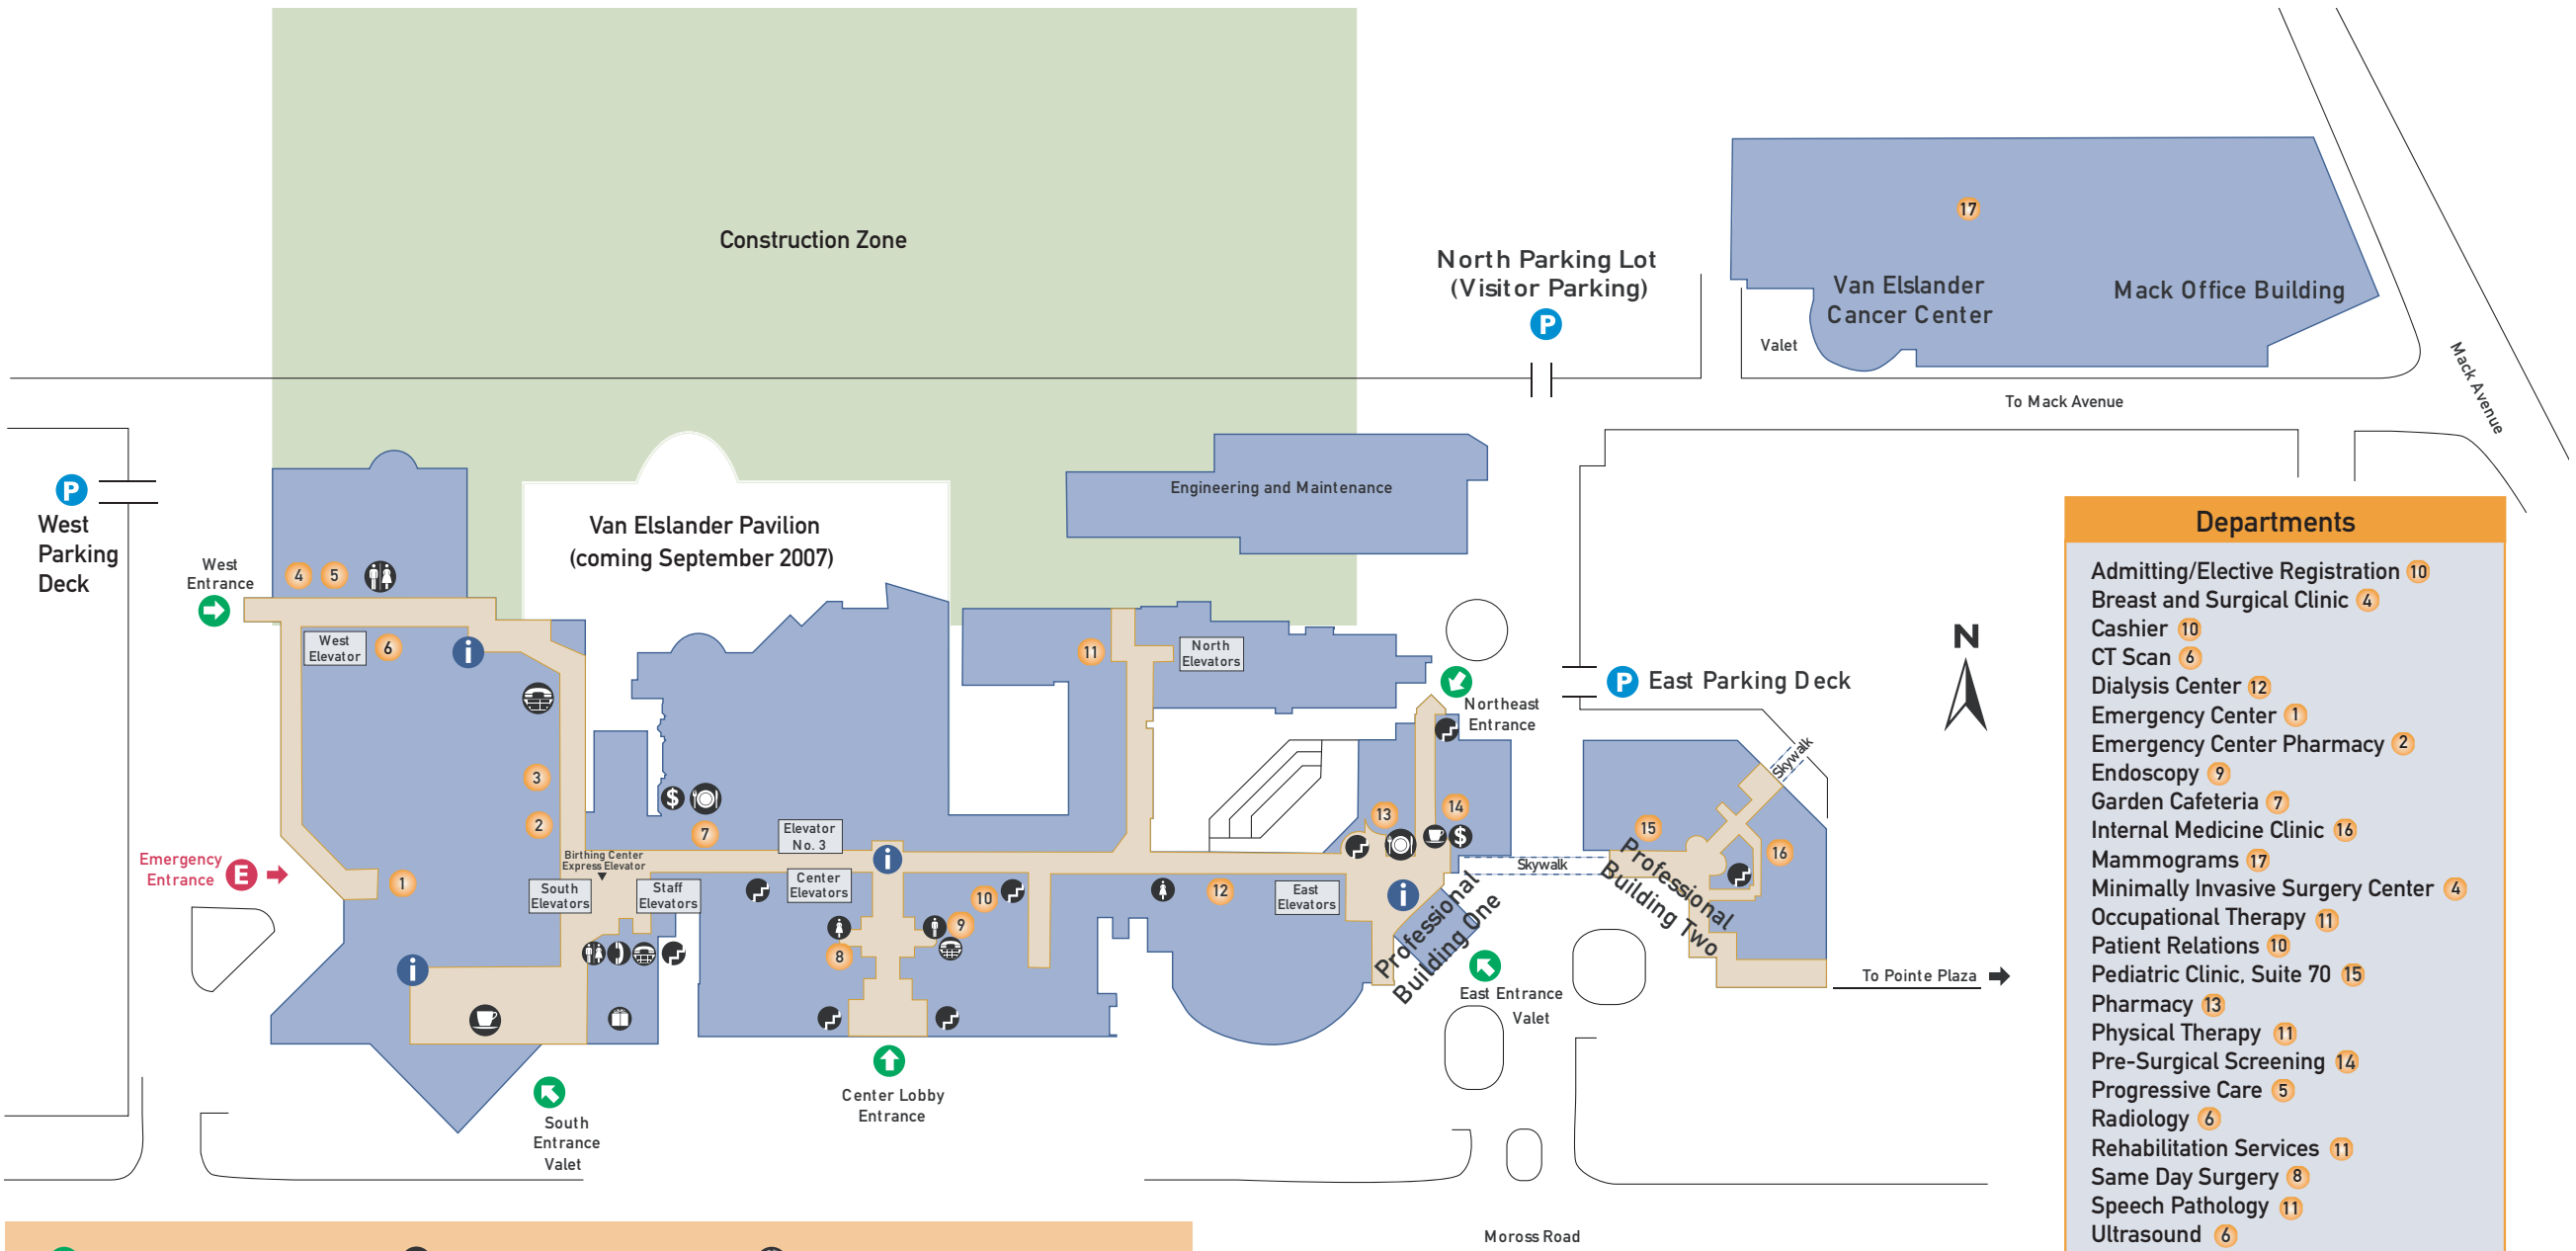 Construction Zone
17
North Parking Lot
(Visitor Parking)
P
Van Elslander
Cancer Center
Mack Office Building
Valet
Mack Avenue
To Mack Avenue
P
West
Parking
Deck
Engineering and Maintenance
Van Elslander Pavilion
(coming September 2007)
West
Entrance
4
5
West
Elevator
6
i
11
North
Elevators
Northeast
Entrance
P
East Parking Deck
N
Skywalk
3
2
$
7
Elevator
No. 3
13
14
$
15
16
Emergency
Entrance
E
1
Birthing Center
Express Elevator
South
Elevators
Staff
Elevators
Center
Elevators
i
10
12
East
Elevators
i
Skywalk
Professional
Building One
Professional
Building Two
9
8
i
To Pointe Plaza
East Entrance
Valet
Center Lobby
Entrance
South
Entrance
Valet
Moross Road
Departments
Admitting/Elective Registration 10
Breast and Surgical Clinic 4
Cashier 10
CT Scan 6
Dialysis Center 12
Emergency Center 1
Emergency Center Pharmacy 2
Endoscopy 9
Garden Cafeteria 7
Internal Medicine Clinic 16
Mammograms 17
Minimally Invasive Surgery Center 4
Occupational Therapy 11
Patient Relations 10
Pediatric Clinic, Suite 70 15
Pharmacy 13
Physical Therapy 11
Pre-Surgical Screening 14
Progressive Care 5
Radiology 6
Rehabilitation Services 11
Same Day Surgery 8
Speech Pathology 11
Ultrasound 6